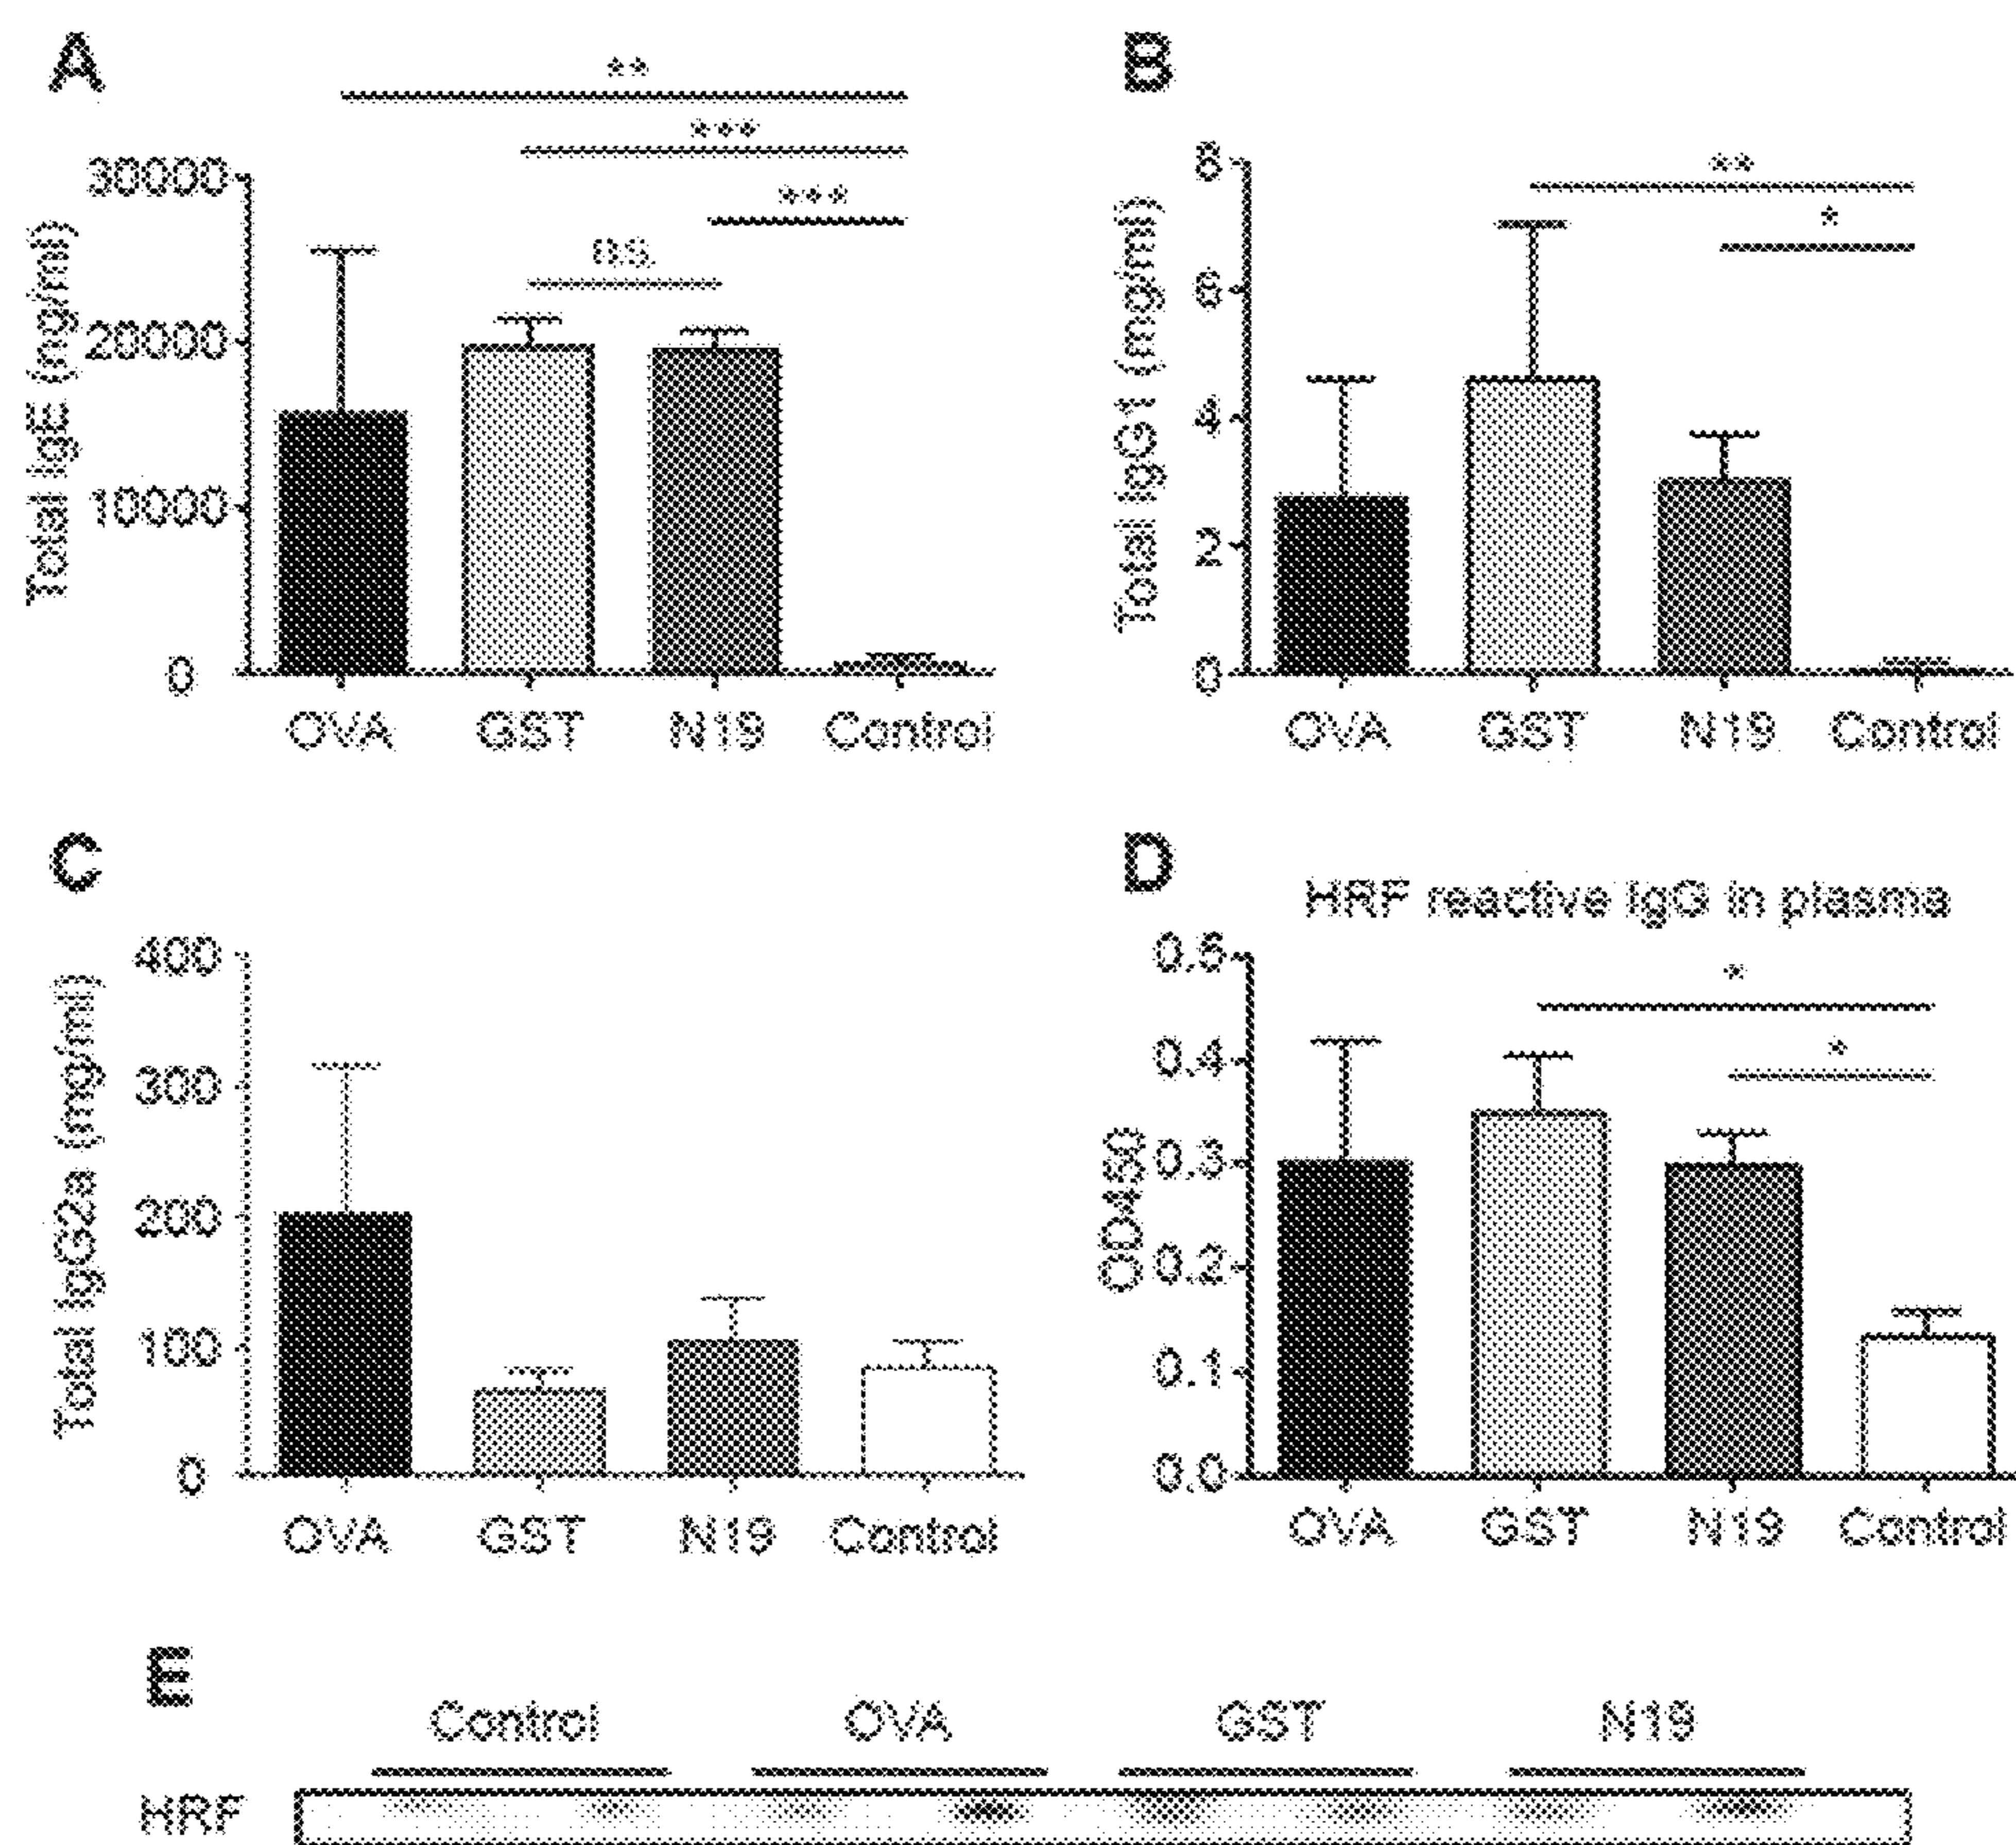 A
**
***
***
ns
Total IgE (mg/ml)
30000
20000
10000
0
OVA GST N19 Control
B
**
*
Total IgG1 (mg/ml)
8
6
4
2
0
OVA GST N19 Control
C
Total IgG2a (mg/ml)
400
300
200
100
0
OVA GST N19 Control
D
HRF reactive IgG in plasma
*
*
OD450
0.5
0.4
0.3
0.2
0.1
0.0
OVA GST N19 Control
E
Control OVA GST N19
HRF